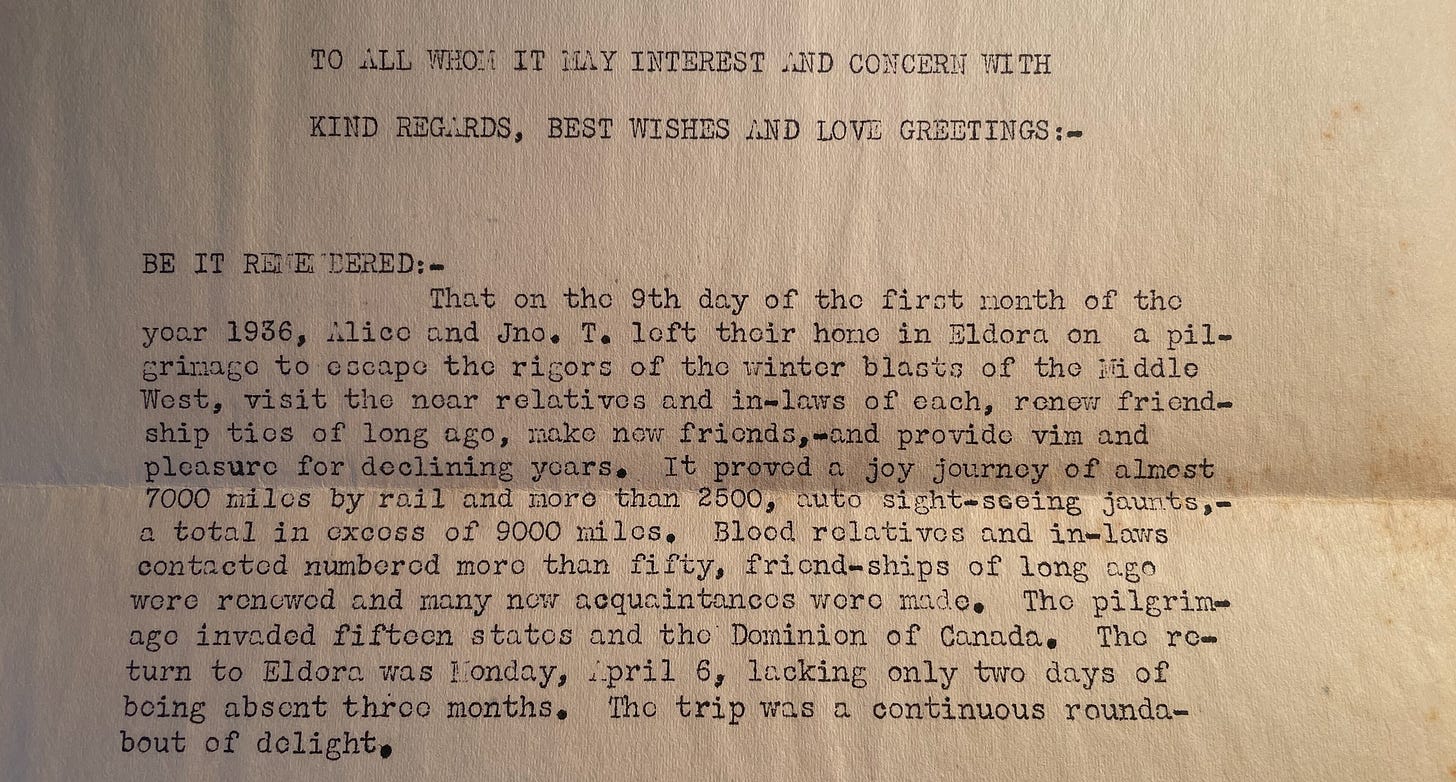 TO ALL WHOM IT MAY INTEREST AND CONCERN WITH
KIND REGARDS, BEST WISHES AND LOVE GREETINGS:-
BE IT REMEMBERED:-
That on the 9th day of the first month of the
year 1936, Alice and Jno. T. left their home in Eldora on a pil-
grimage to escape the rigors of the winter blasts of the Middle
West, visit the near relatives and in-laws of each, renew friend-
ship ties of long ago, make new friends,-and provide vim and
pleasure for declining years. It proved a joy journey of almost
7000 miles by rail and more than 2500, auto sight-seeing jaunts,-
a total in excess of 9000 miles. Blood relatives and in-laws
contacted numbered more than fifty, friend-ships of long ago
were renewed and many new acquaintances were made. The pilgrim-
age invaded fifteen states and the Dominion of Canada. The re-
turn to Eldora was Monday, April 6, lacking only two days of
being absent three months. The trip was a continuous rounda-
bout of delight.